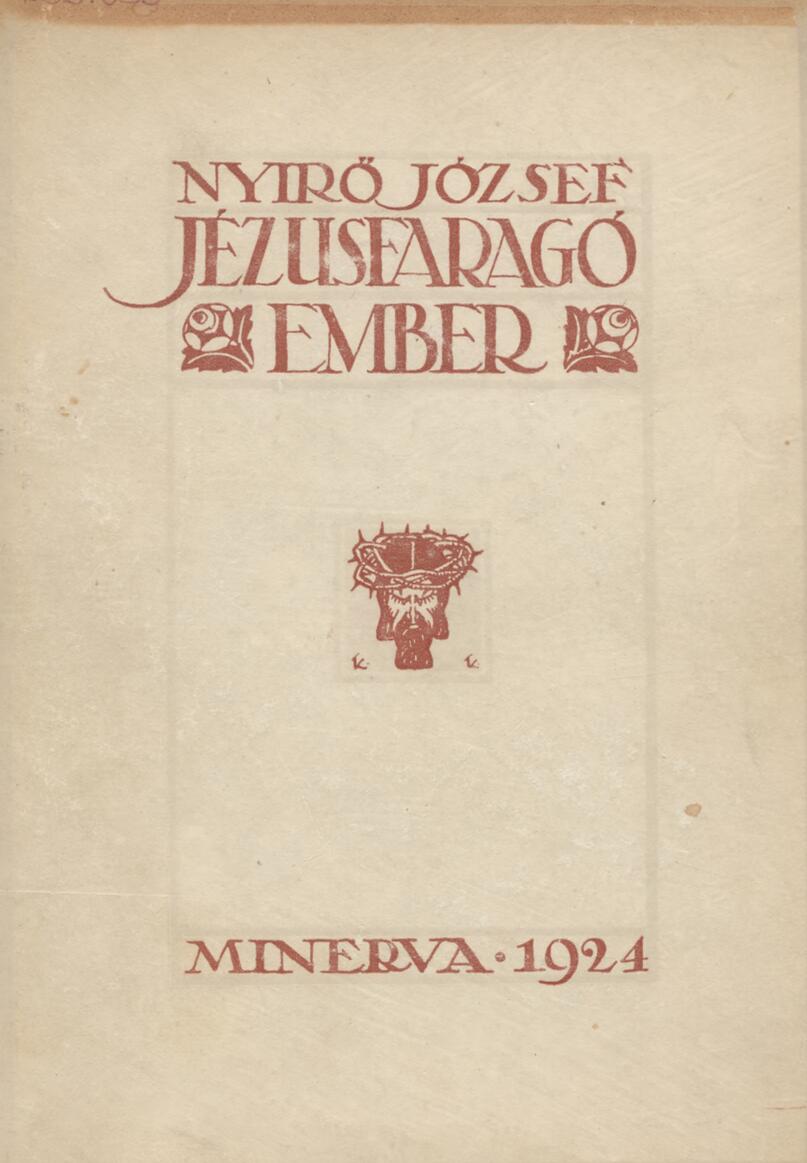 NYIRŐ JÓZSEF
JÉZUSFARAGÓ
EMBER
K. K.
MINERVA • 1924